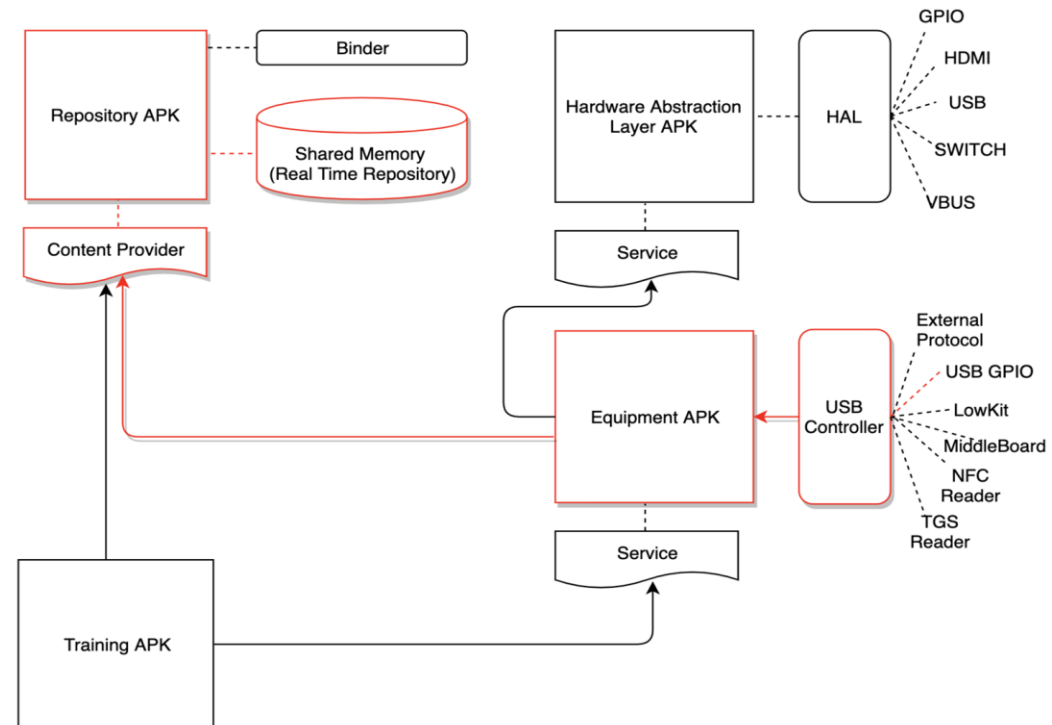 Repository APK
Binder
Shared Memory
(Real Time Repository)
Content Provider
Hardware Abstraction
Layer APK
HAL
GPIO
HDMI
USB
SWITCH
VBUS
Service
Equipment APK
USB
Controller
External
Protocol
USB GPIO
LowKit
MiddleBoard
NFC
Reader
TGS
Reader
Service
Training APK